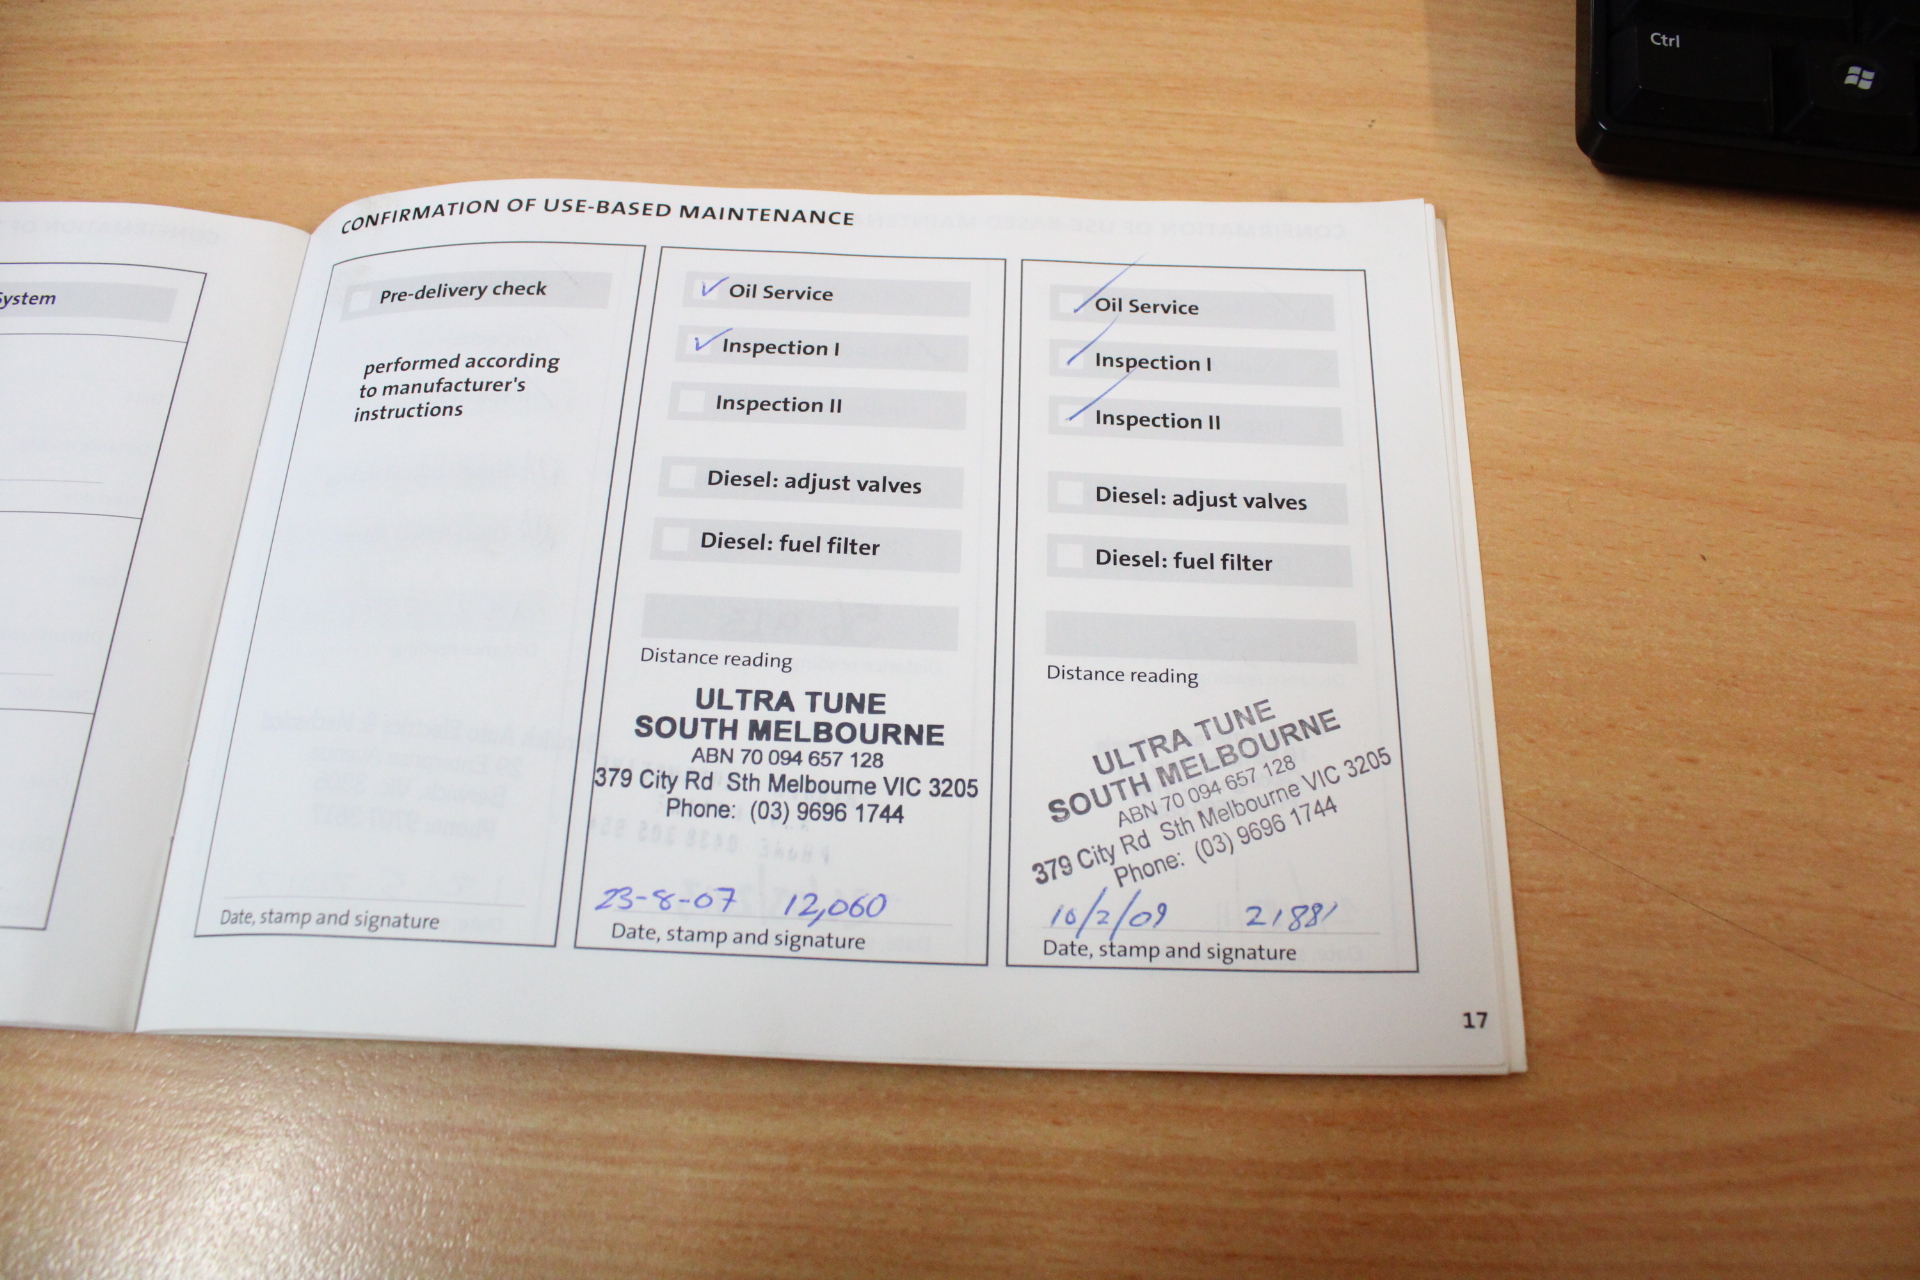 Ctrl
System
CONFIRMATION OF USE-BASED MAINTENANCE
Pre-delivery check
performed according
to manufacturer's
instructions
Date, stamp and signature
Oil Service
Inspection I
Inspection II
Diesel: adjust valves
Diesel: fuel filter
Distance reading
ULTRA TUNE
SOUTH MELBOURNE
ABN 70 094 657 128
379 City Rd Sth Melbourne VIC 3205
Phone: (03) 9696 1744
23-8-07 12,060
Date, stamp and signature
Oil Service
Inspection I
Inspection II
Diesel: adjust valves
Diesel: fuel filter
Distance reading
ULTRA TUNE
SOUTH MELBOURNE
ABN 70 094 657 128
379 City Rd Sth Melbourne VIC 3205
Phone: (03) 9696 1744
10/2/09 21881
Date, stamp and signature
17